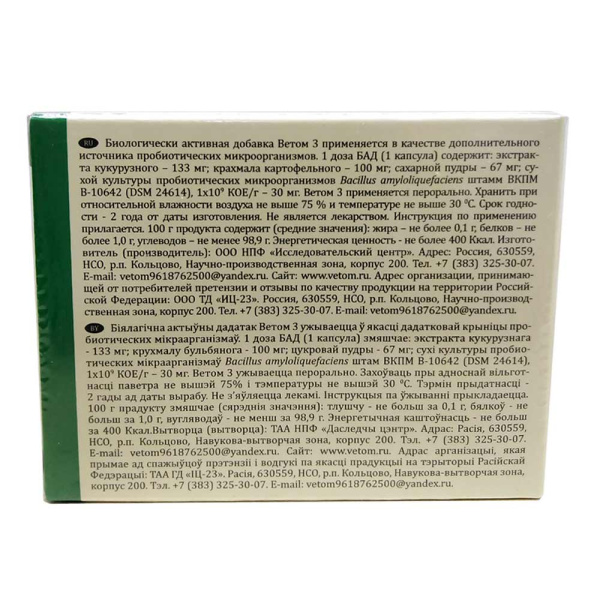 RU Биологически активная добавка Ветом 3 применяется в качестве дополнительного
источника пробиотических микроорганизмов. 1 доза БАД (1 капсула) содержит: экстрак-
та кукурузного – 133 мг; крахмала картофельного – 100 мг; сахарной пудры – 67 мг; су-
хой культуры пробиотических микроорганизмов Bacillus amyloliquefaciens штамм ВКПМ
В-10642 (DSM 24614), 1x10⁹ КОЕ/г – 30 мг. Ветом 3 применяется перорально. Хранить при
относительной влажности воздуха не выше 75 % и температуре не выше 30 ⁰С. Срок годно-
сти - 2 года от даты изготовления. Не является лекарством. Инструкция по применению
прилагается. 100 г продукта содержит (средние значения): жира – не более 0,1 г, белков – не
более 1,0 г, углеводов – не менее 98,9 г. Энергетическая ценность - не более 400 Ккал. Изгото-
витель (производитель): ООО НПФ «Исследовательский центр». Адрес: Россия, 630559,
НСО, р.п. Кольцово, Научно-производственная зона, корпус 200. Тел. +7 (383) 325-30-07.
E-mail: vetom9618762500@yandex.ru. Сайт: www.vetom.ru. Адрес организации, принимаю-
щей от потребителей претензии и отзывы по качеству продукции на территории Россий-
ской Федерации: ООО ТД «ИЦ-23». Россия, 630559, НСО, р.п. Кольцово, Научно-производ-
ственная зона, корпус 200. Тел. +7 (383) 325-30-07. E-mail: vetom9618762500@yandex.ru.
BY Біялагічна актыўны дадатак Ветом 3 ужываецца ў якасці дадатковай крыніцы про-
биотических мікраарганізмаў. 1 доза БАД (1 капсула) змяшчае: экстракта кукурузнага
- 133 мг; крухмалу бульбянога - 100 мг; цукровай пудры - 67 мг; сухі культуры пробио-
тических мікраарганізмаў Bacillus amyloliquefaciens штам ВКПМ В-10642 (DSM 24614),
1x10⁹ КОЕ/г – 30 мг. Ветом 3 ужываецца перорально. Захоўваць пры адноснай вільгот-
насці паветра не вышэй 75% і тэмпературы не вышэй 30 ⁰С. Тэрмін прыдатнасці -
2 гады ад даты вырабу. Не з'яўляецца лекамі. Інструкцыя па ўжыванні прыкладаецца.
100 г прадукту змяшчае (сярэднія значэння): тлушчу - не больш за 0,1 г, бялкоў - не
больш за 1,0 г, вугляводаў - не менш за 98,9 г. Энергетычная каштоўнасць - не больш
за 400 Ккал.Вытворца (вытворца): ТАА НПФ «Даследчы цэнтр». Адрас: Расія, 630559,
НСО, р.п. Кольцово, Навукова-вытворчая зона, корпус 200. Тэл. +7 (383) 325-30-07.
E-mail: vetom9618762500@yandex.ru. Сайт: www.vetom.ru. Адрас арганізацыі, якая
прымае ад спажыўцоў прэтэнзіі і водгукі па якасці прадукцыі на тэрыторыі Расійскай
Федэрацыі: ТАА ГД «ІЦ-23». Расія, 630559, НСО, р.п. Кольцово, Навукова-вытворчая зона,
корпус 200. Тэл. +7 (383) 325-30-07. E-mail: vetom9618762500@yandex.ru.